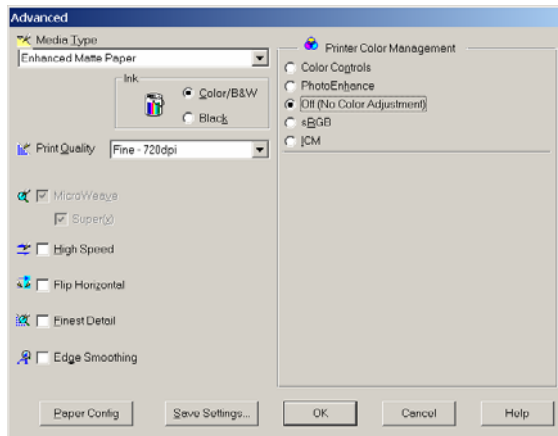 Advanced
Media Type
Enhanced Matte Paper
Ink
Color/B&W
Black
Print Quality
Fine - 720dpi
MicroWeave
Super(x)
High Speed
Flip Horizontal
Finest Detail
Edge Smoothing
Printer Color Management
Color Controls
PhotoEnhance
Off (No Color Adjustment)
sRGB
ICM
Paper Config
Save Settings...
OK
Cancel
Help